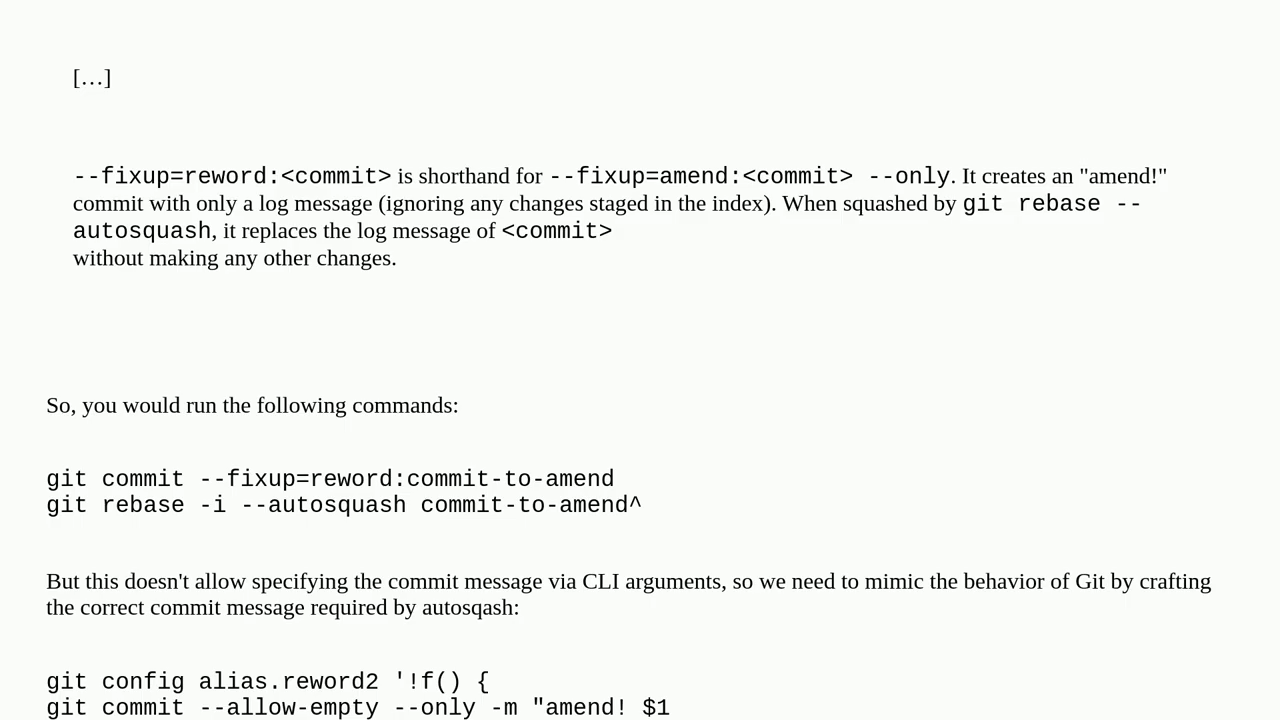 […]
--fixup=reword:<commit> is shorthand for --fixup=amend:<commit> --only. It creates an "amend!"
commit with only a log message (ignoring any changes staged in the index). When squashed by git rebase --
autosquash, it replaces the log message of <commit>
without making any other changes.
So, you would run the following commands:
git commit --fixup=reword:commit-to-amend
git rebase -i --autosquash commit-to-amend^
But this doesn't allow specifying the commit message via CLI arguments, so we need to mimic the behavior of Git by crafting
the correct commit message required by autosqash:
git config alias.reword2 '!f() {
git commit --allow-empty --only -m "amend! $1